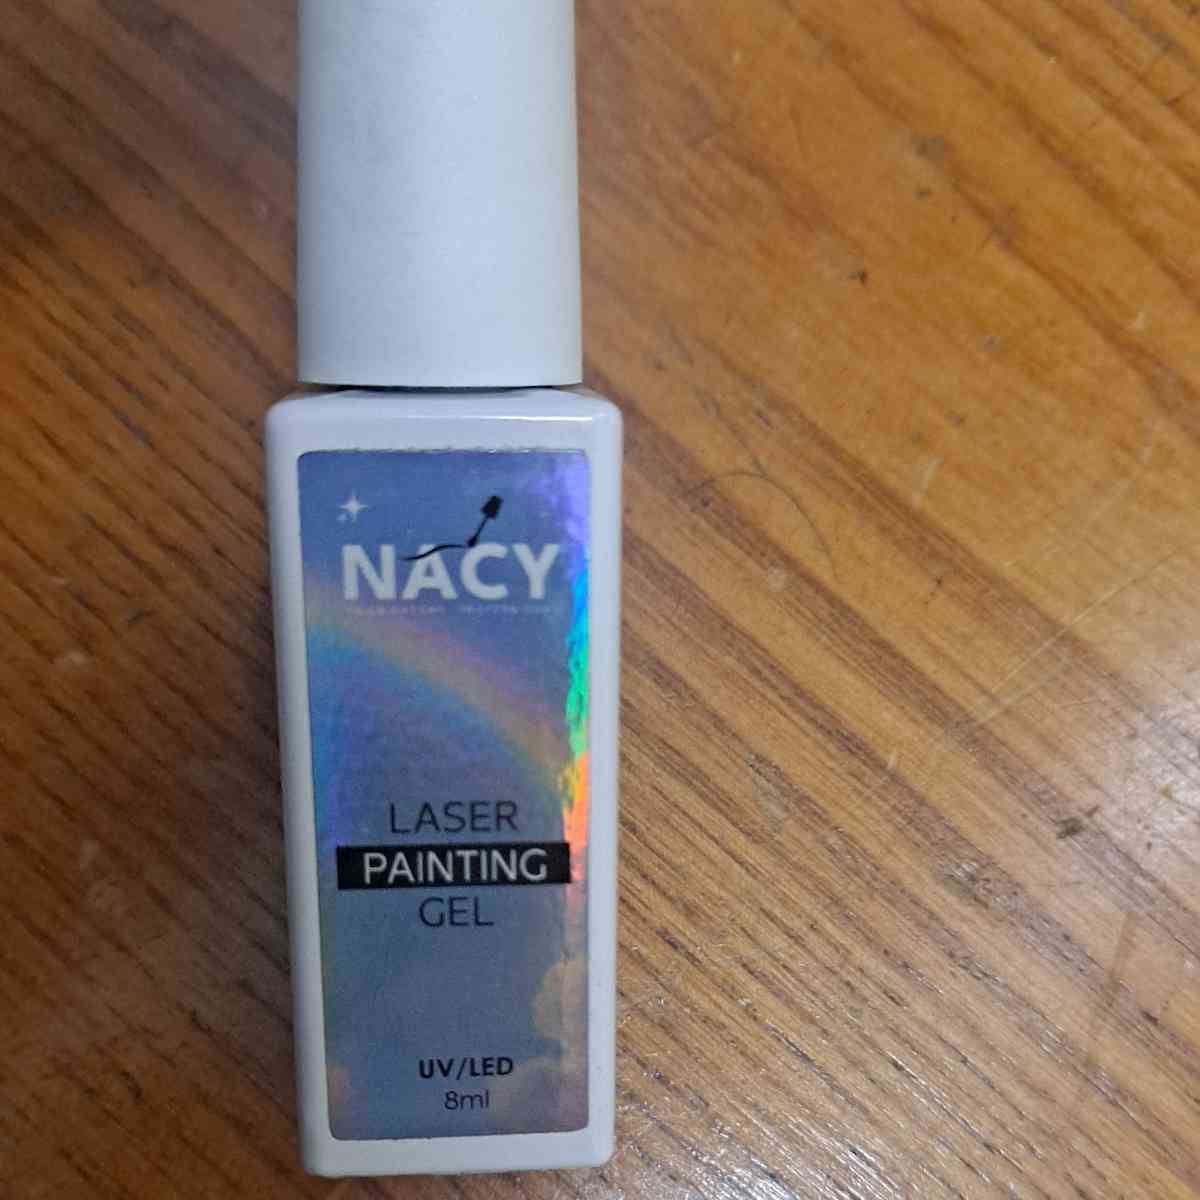 NACY
LASER
PAINTING
GEL
UV/LED
8ml